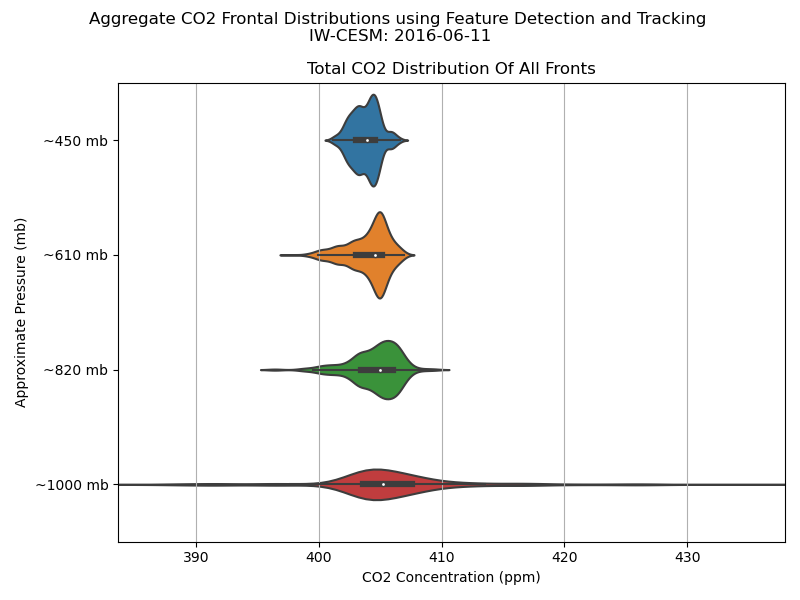 Aggregate CO2 Frontal Distributions using Feature Detection and Tracking
IW-CESM: 2016-06-11
Total CO2 Distribution Of All Fronts
~450 mb
~610 mb
~820 mb
~1000 mb
Approximate Pressure (mb)
390 400 410 420 430
CO2 Concentration (ppm)